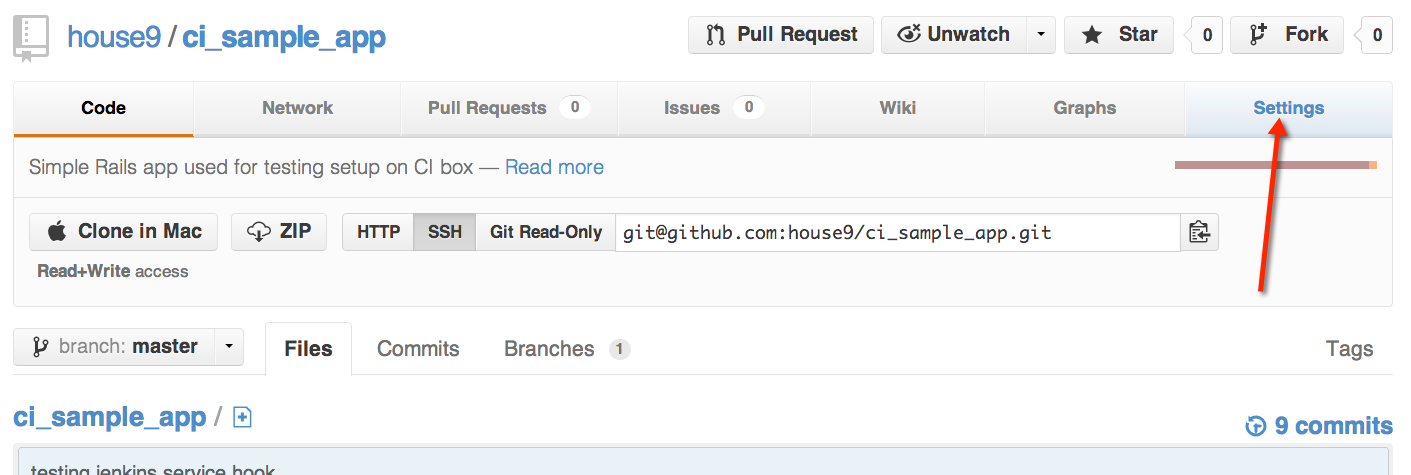 house9 / ci_sample_app
Pull Request Unwatch Star 0 Fork 0
Code Network Pull Requests 0 Issues 0 Wiki Graphs Settings
Simple Rails app used for testing setup on CI box — Read more
Clone in Mac ZIP HTTP SSH Git Read-Only git@github.com:house9/ci_sample_app.git
Read+Write access
branch: master Files Commits Branches 1 Tags
ci_sample_app /
9 commits
testing jenkins service hook